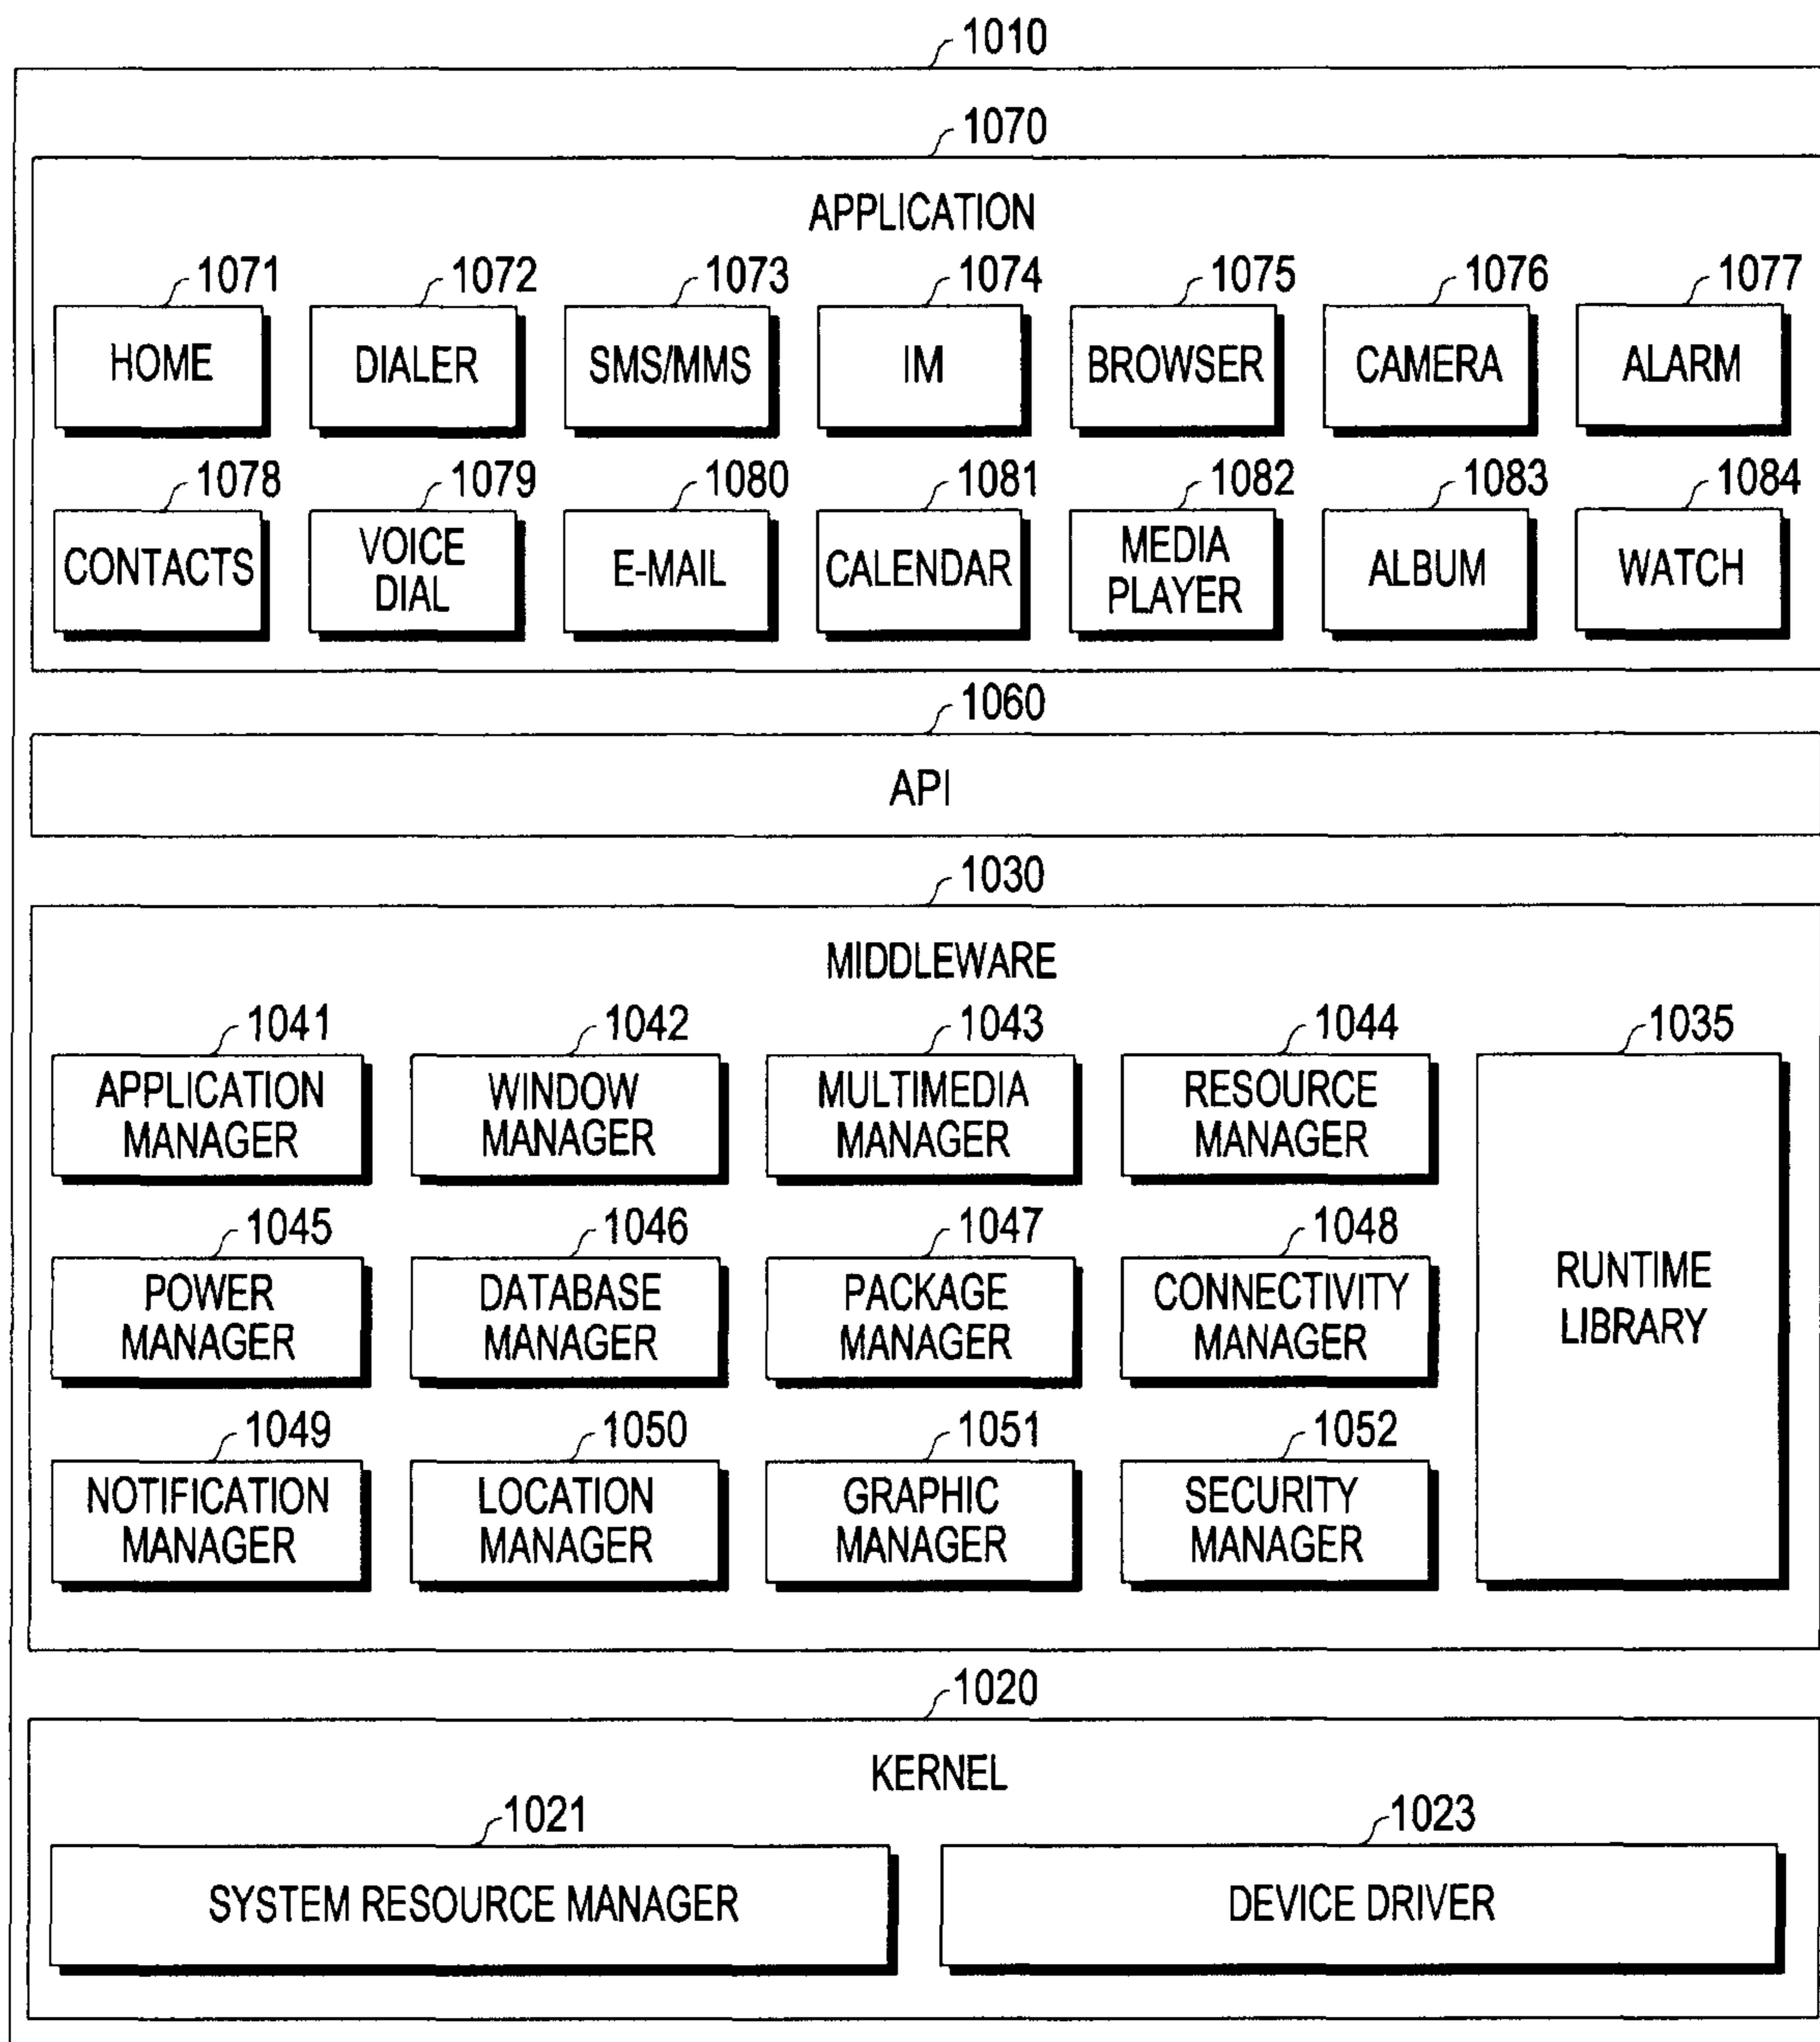 1010
1070
APPLICATION
1071 1072 1073 1074 1075 1076 1077
HOME DIALER SMS/MMS IM BROWSER CAMERA ALARM
1078 1079 1080 1081 1082 1083 1084
CONTACTS VOICE DIAL E-MAIL CALENDAR MEDIA PLAYER ALBUM WATCH
1060
API
1030
MIDDLEWARE
1041 1042 1043 1044 1035
APPLICATION WINDOW MULTIMEDIA RESOURCE
MANAGER MANAGER MANAGER MANAGER
1045 1046 1047 1048
POWER DATABASE PACKAGE CONNECTIVITY RUNTIME
MANAGER MANAGER MANAGER MANAGER LIBRARY
1049 1050 1051 1052
NOTIFICATION LOCATION GRAPHIC SECURITY
MANAGER MANAGER MANAGER MANAGER
1020
KERNEL
1021 1023
SYSTEM RESOURCE MANAGER DEVICE DRIVER